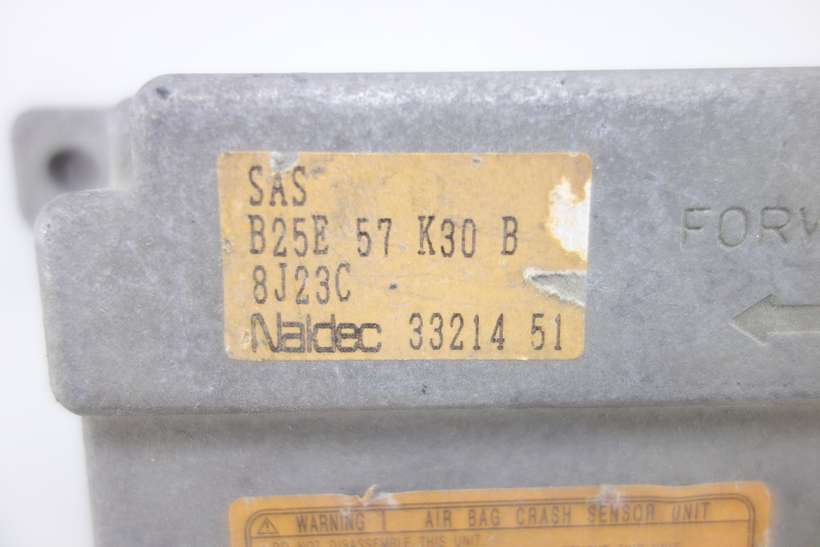 SAS
B25E 57 K30 B
8J23C
Naldec 33214 51
FORW
WARNING ! AIR BAG CRASH SENSOR UNIT
DO NOT DISASSEMBLE THIS UNIT